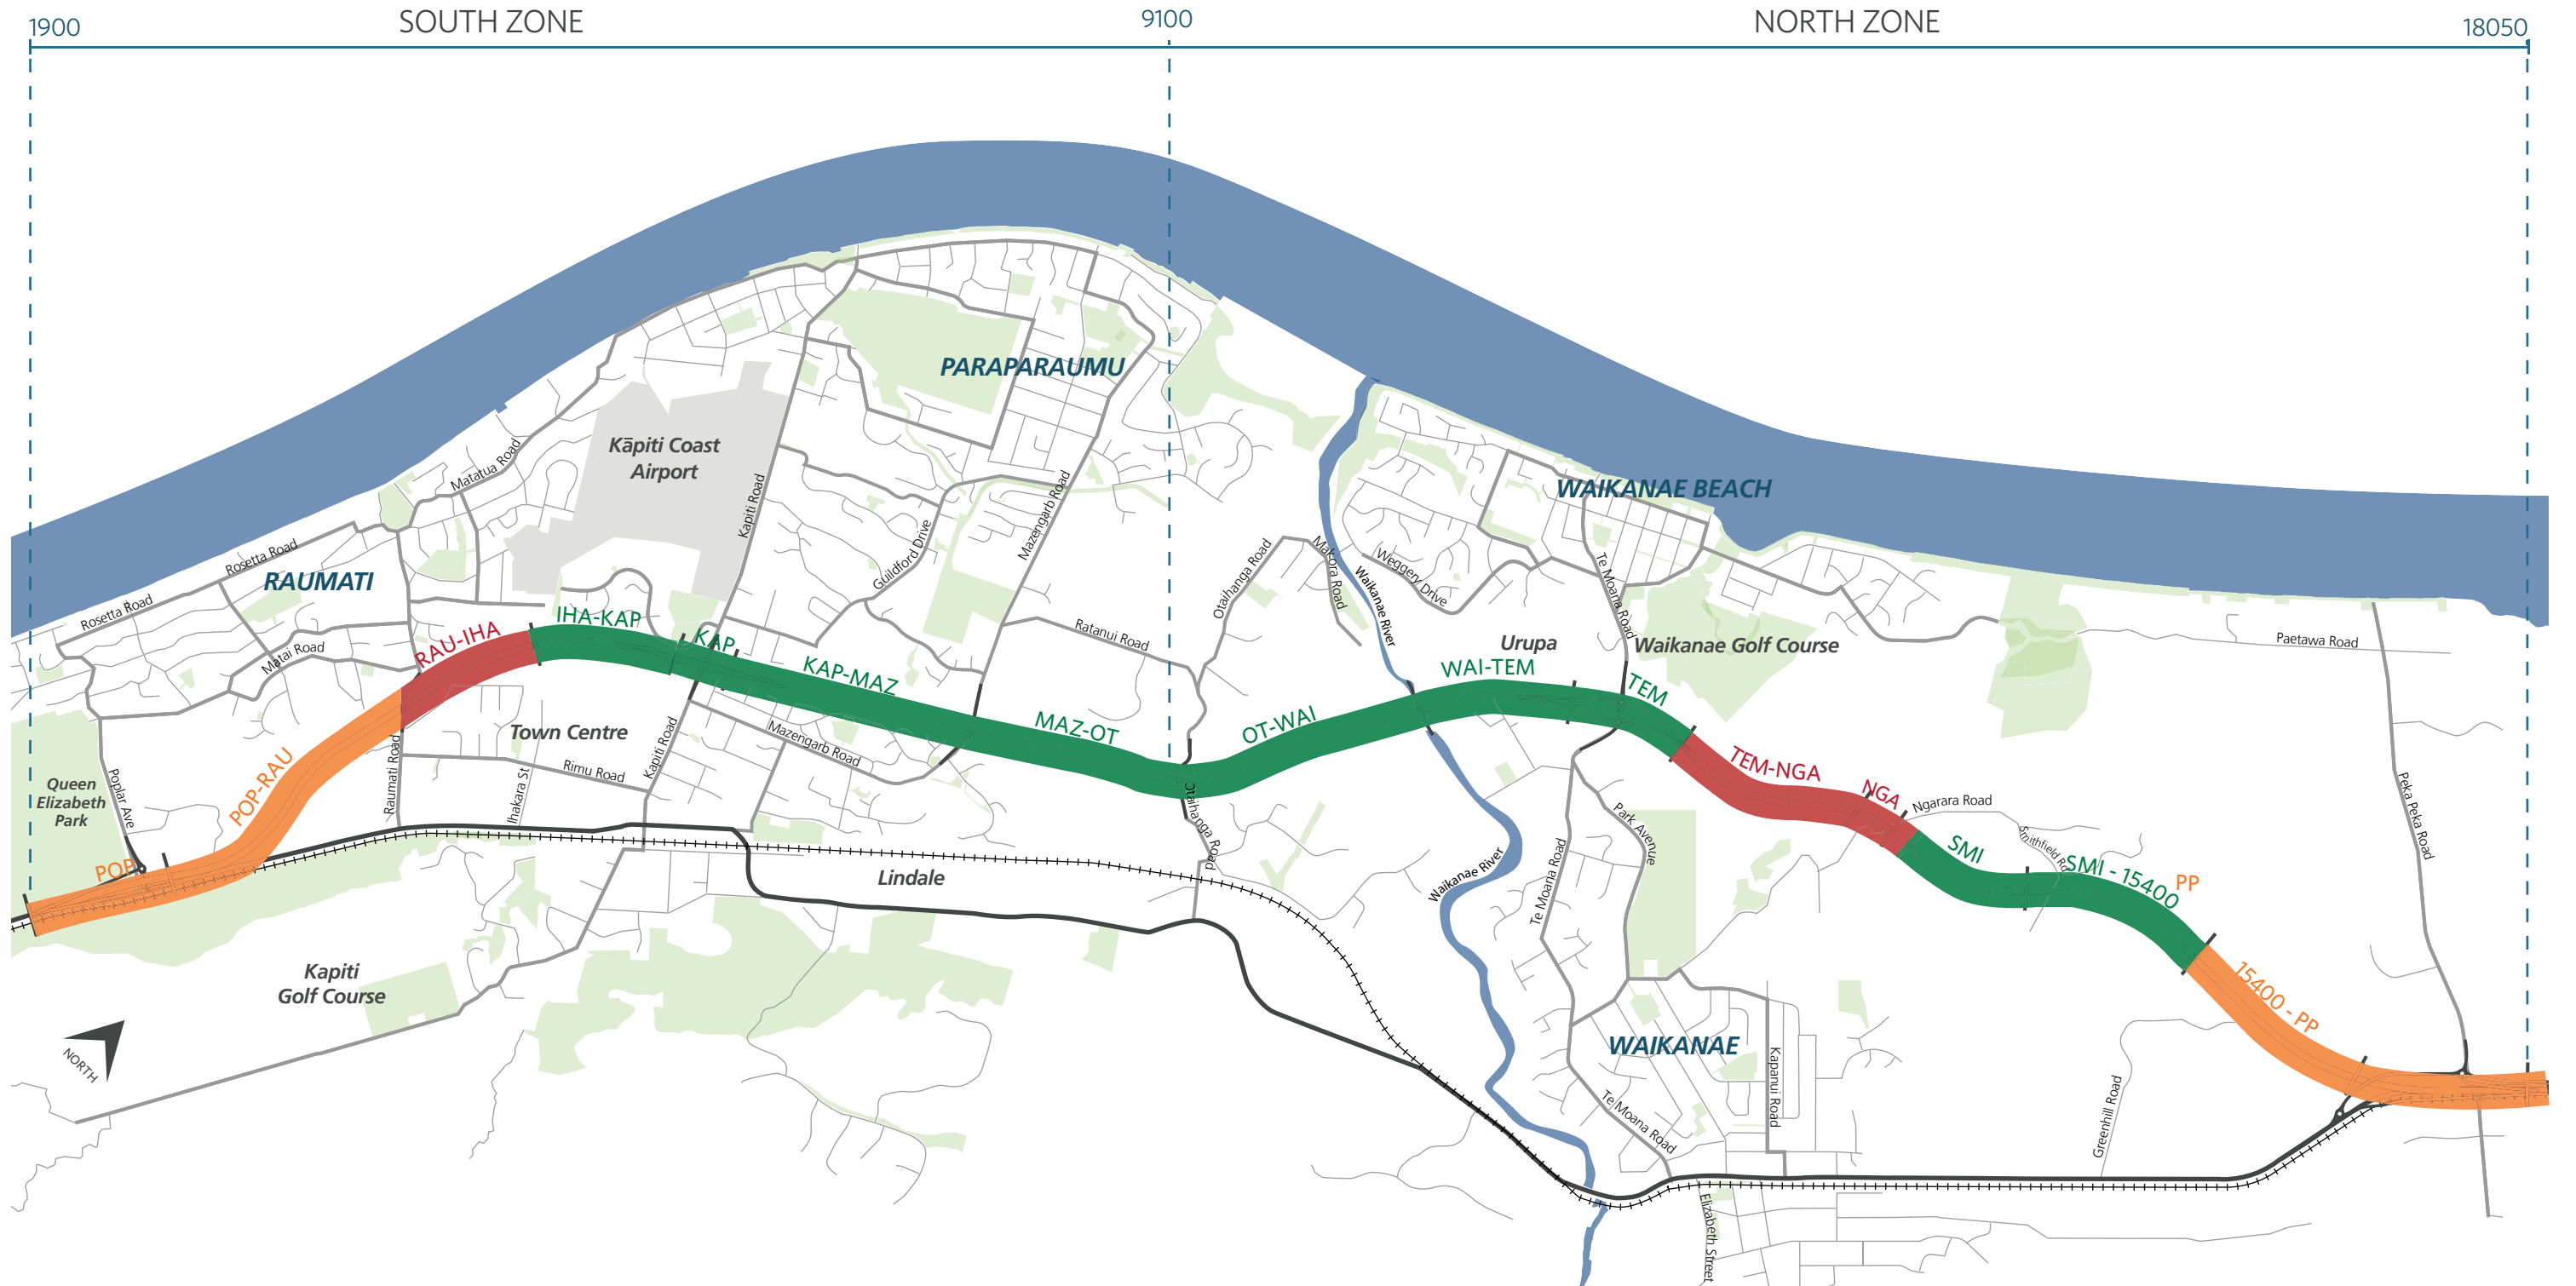 1900
SOUTH ZONE
9100
NORTH ZONE
18050
PARAPARAUMU
Kāpiti Coast
Airport
Matatua Road
Kapiti Road
Guildford Drive
Mazengarb Road
Otaihanga Road
Makora Road
Waikanae River
Weggery Drive
WAIKANAE BEACH
Te Moana Road
Rosetta Road
Rosetta Road
RAUMATI
Matai Road
RAU-IHA
IHA-KAP
KAP
KAP-MAZ
Ratanui Road
MAZ-OT
OT-WAI
WAI-TEM
Urupa
TEM
Waikanae Golf Course
Paetawa Road
Town Centre
Mazengarb Road
Rimu Road
Kapiti Road
Ihakara St
Raumati Road
POP-RAU
Queen
Elizabeth
Park
Poplar Ave
POP
Otaihanga Road
TEM-NGA
NGA
Ngarara Road
Smithfield Rd
SMI
SMI - 15400
PP
15400 - PP
Peka Peka Road
Park Avenue
Te Moana Road
Waikanae River
Lindale
Kapiti
Golf Course
NORTH
WAIKANAE
Kapanui Road
Te Moana Road
Greenhill Road
Elizabeth Street